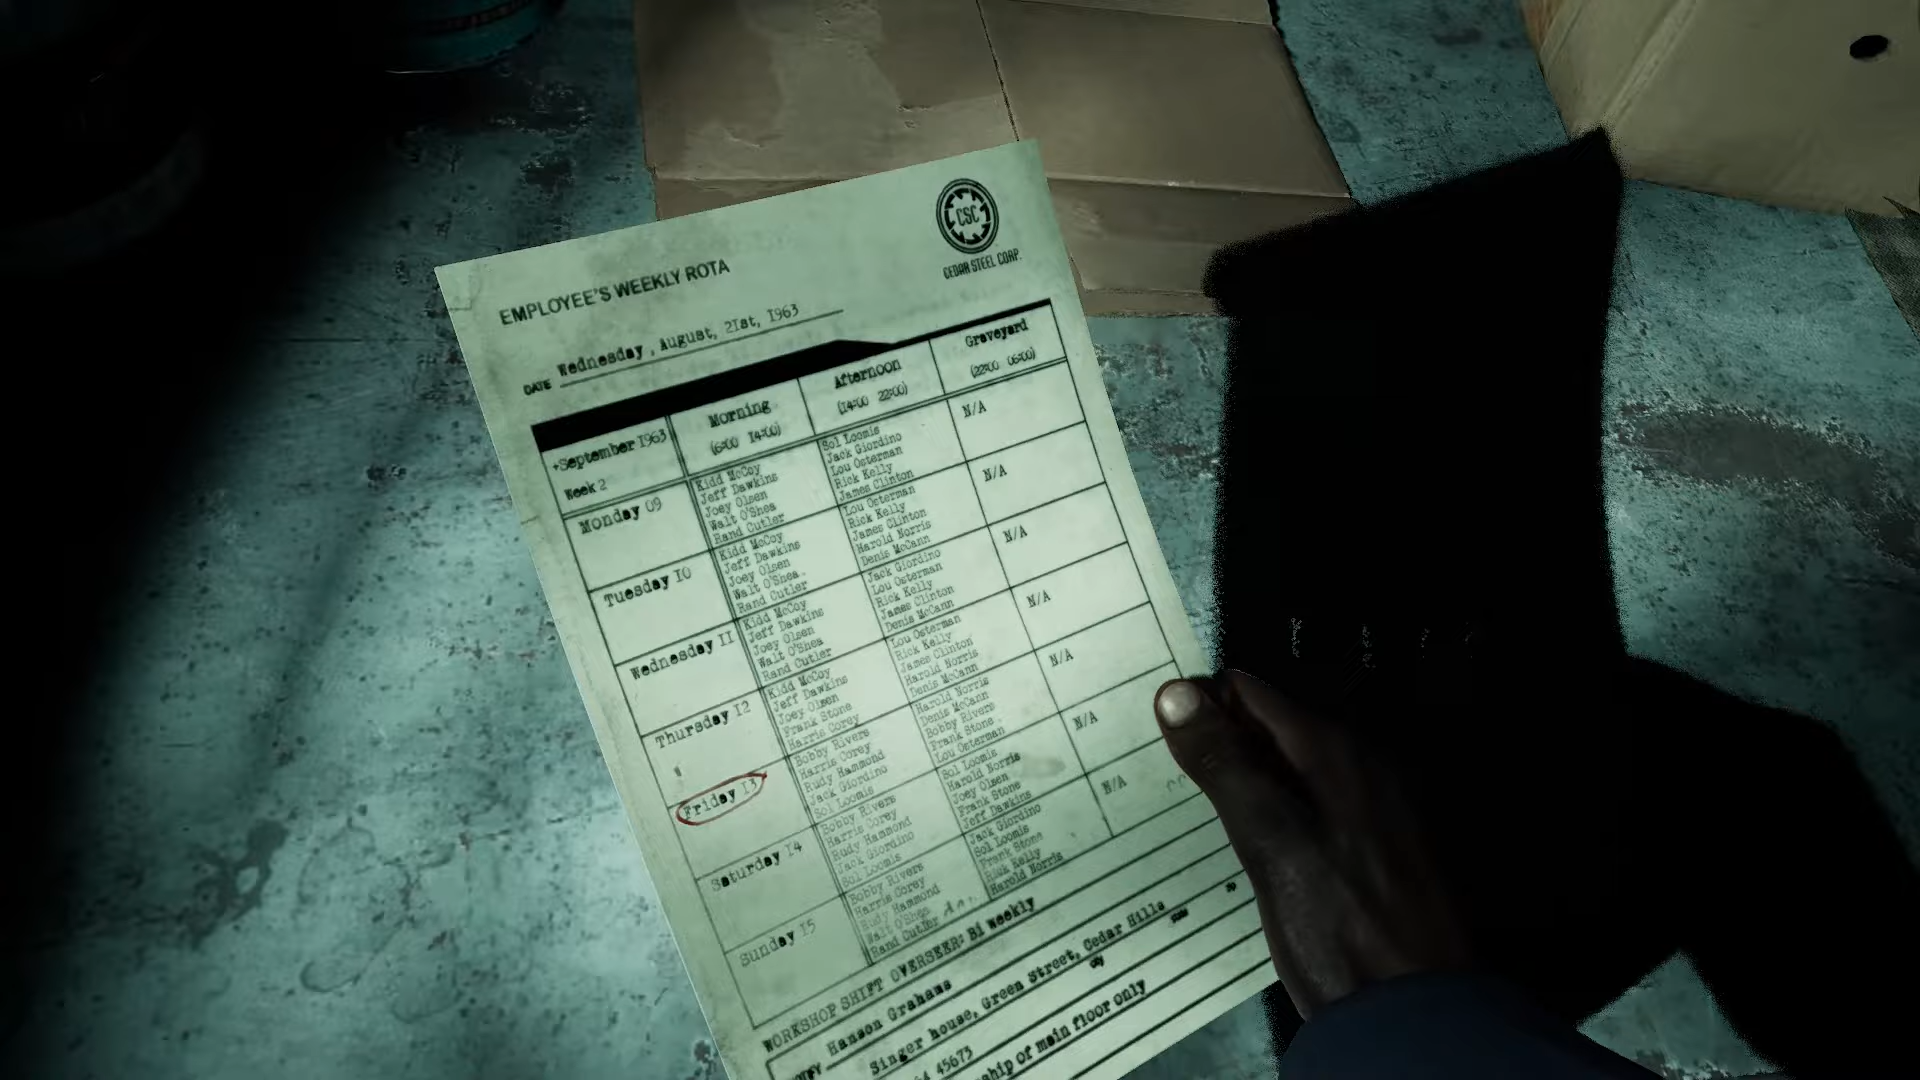 CSC
CEDAR STEEL CORP.
EMPLOYEE'S WEEKLY ROTA
DATE Wednesday, August, 21st, 1963
+September 1963
Week 2
Morning
(6:00 14:00)
Afternoon
(14:00 22:00)
Graveyard
(22:00 06:00)
Monday 09
Kidd McCoy
Jeff Dawkins
Joey Olsen
Walt O'Shea
Rand Cutler
Sol Loomis
Jack Giordino
Lou Osterman
Rick Kelly
James Clinton
N/A
Tuesday 10
Kidd McCoy
Jeff Dawkins
Joey Olsen
Walt O'Shea
Rand Cutler
Lou Osterman
Rick Kelly
James Clinton
Harold Norris
Denis McCann
N/A
Wednesday 11
Kidd McCoy
Jeff Dawkins
Joey Olsen
Walt O'Shea
Rand Cutler
Jack Giordino
Lou Osterman
Rick Kelly
James Clinton
Denis McCann
N/A
Thursday 12
Kidd McCoy
Jeff Dawkins
Joey Olsen
Frank Stone
Harris Corey
Lou Osterman
Rick Kelly
James Clinton
Harold Norris
Denis McCann
N/A
Friday 13
Bobby Rivers
Harris Corey
Rudy Hammond
Jack Giordino
Sol Loomis
Harold Norris
Denis McCann
Bobby Rivers
Frank Stone
Lou Osterman
N/A
Saturday 14
Bobby Rivers
Harris Corey
Rudy Hammond
Jack Giordino
Sol Loomis
Sol Loomis
Harold Norris
Joey Olsen
Frank Stone
Jeff Dawkins
N/A
Sunday 15
Bobby Rivers
Harris Corey
Rudy Hammond
Walt O'Shea
Rand Cutler
Jack Giordino
Sol Loomis
Frank Stone
Rick Kelly
Harold Norris
N/A
WORKSHOP SHIFT OVERSEER: Bi weekly
Hanson Grahams
Singer house, Green Street, Cedar Hills
45673
of main floor only